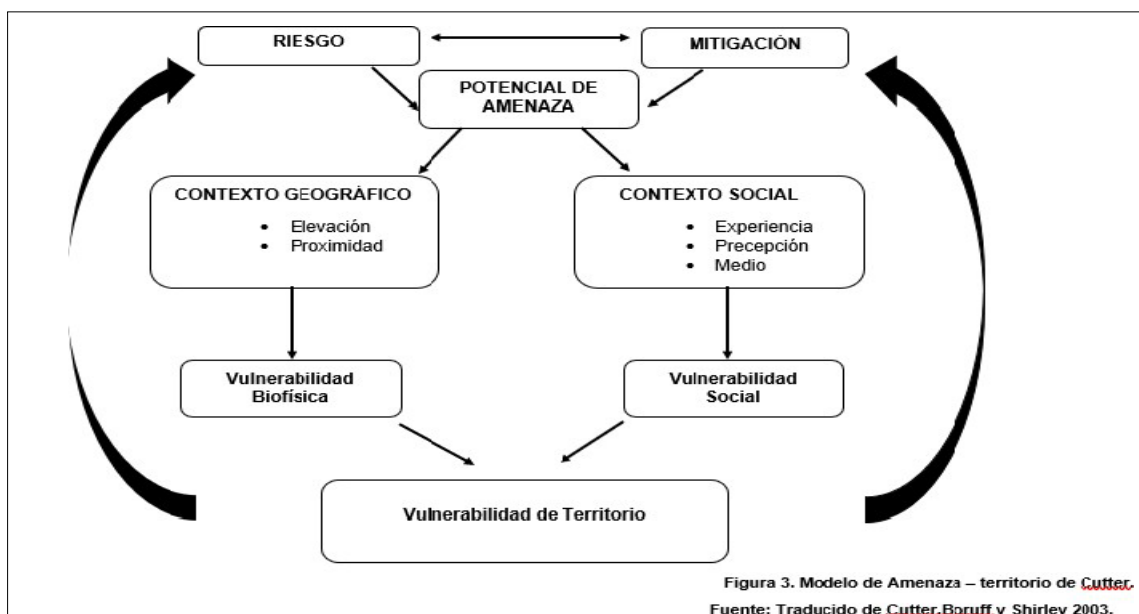 RIESGO
MITIGACIÓN
POTENCIAL DE
AMENAZA
CONTEXTO GEOGRÀFICO
• Elevación
• Proximidad
CONTEXTO SOCIAL
• Experiencia
• Precepción
• Medio
Vulnerabilidad
Biofísica
Vulnerabilidad
Social
Vulnerabilidad de Territorio
Figura 3. Modelo de Amenaza – territorio de Cutter.
Fuente: Traducido de Cutter,Boruff y Shirley 2003.